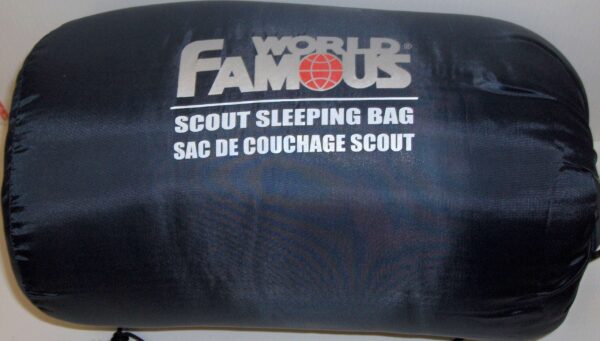 WORLD
FAMOUS®
SCOUT SLEEPING BAG
SAC DE COUCHAGE SCOUT